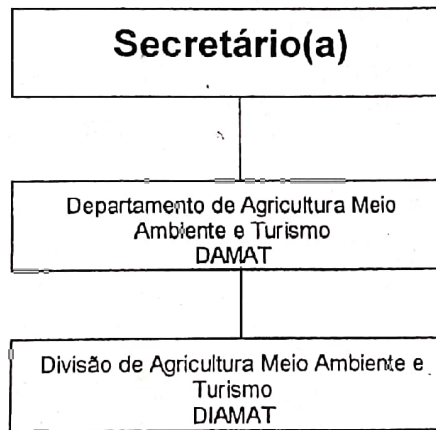 Secretário(a)
Departamento de Agricultura Meio
Ambiente e Turismo
DAMAT
Divisão de Agricultura Meio Ambiente e
Turismo
DIAMAT